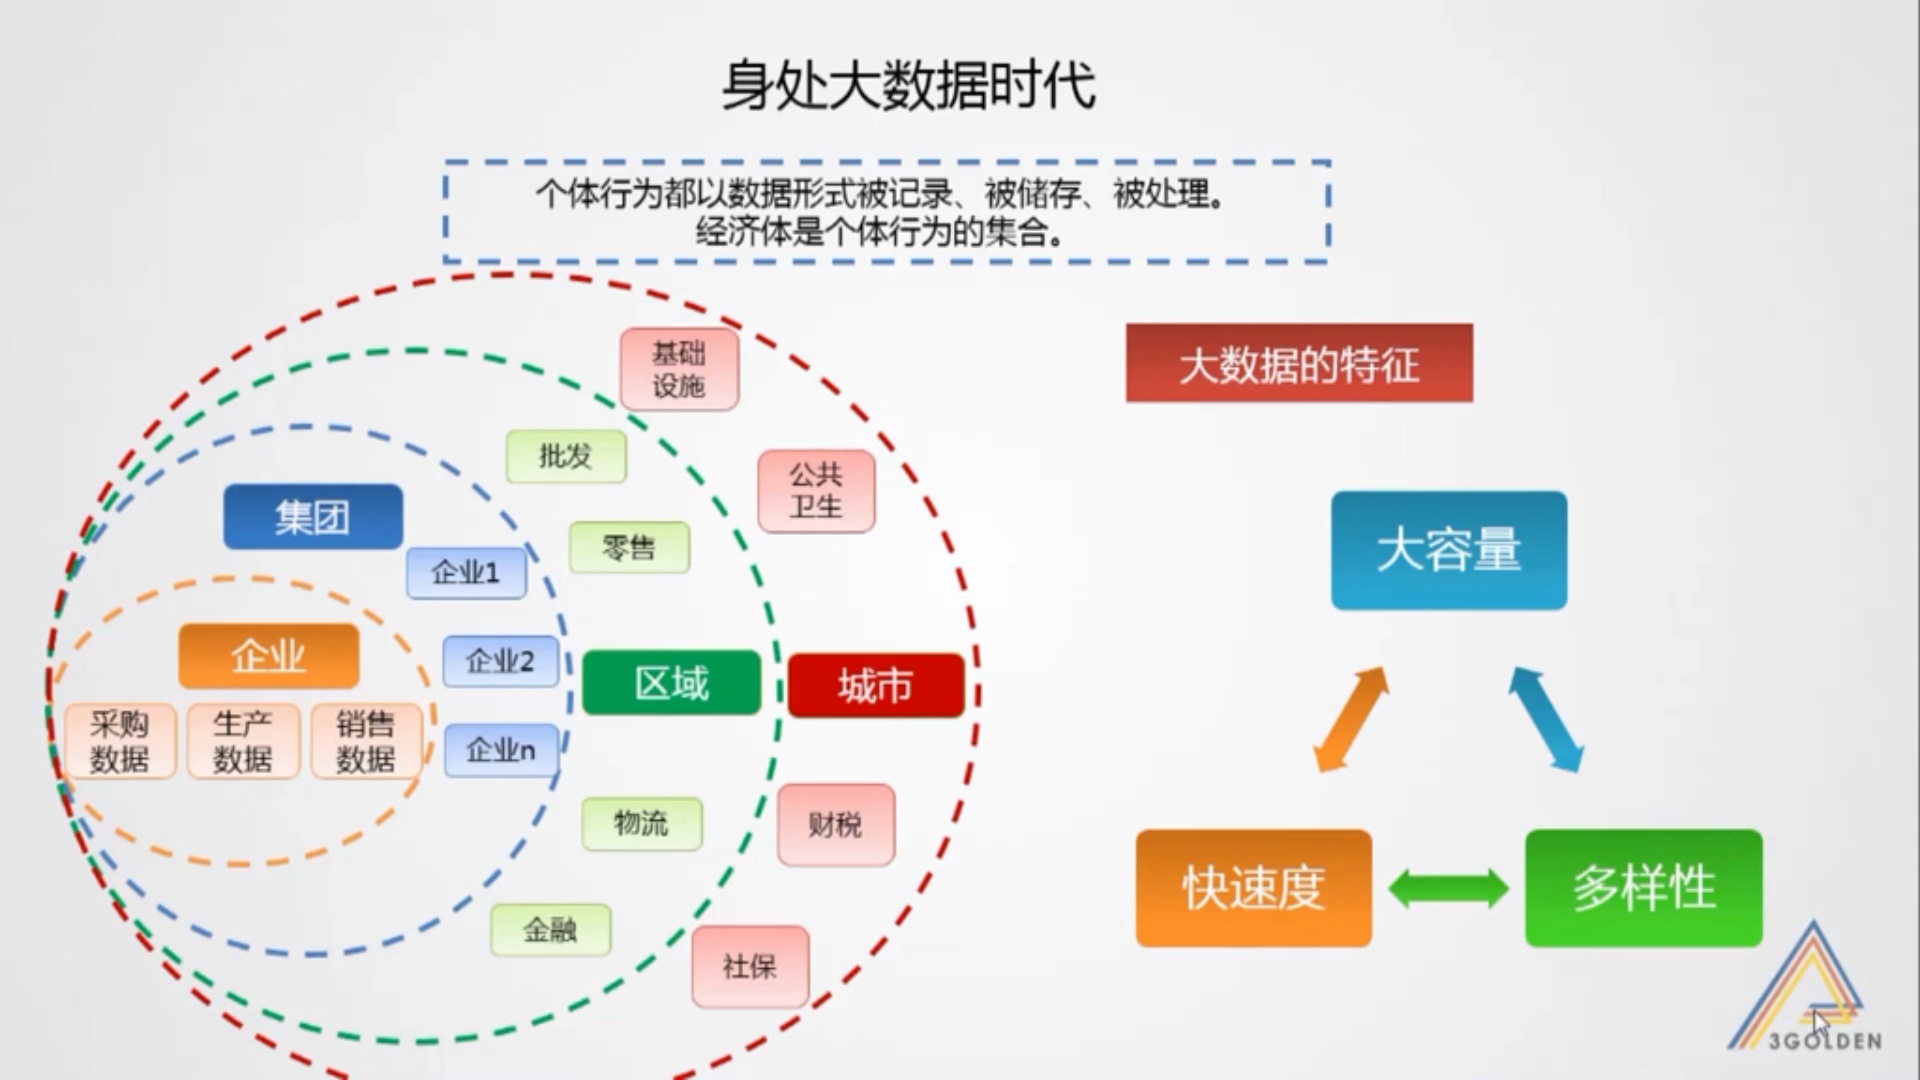 身处大数据时代
个体行为都以数据形式被记录、被储存、被处理。
经济体是个体行为的集合。
基础
设施
批发
公共
卫生
零售
集团
企业1
企业
企业2
区域
城市
采购
数据
生产
数据
销售
数据
企业n
物流
财税
金融
社保
大数据的特征
大容量
快速度
多样性
3GOLDEN